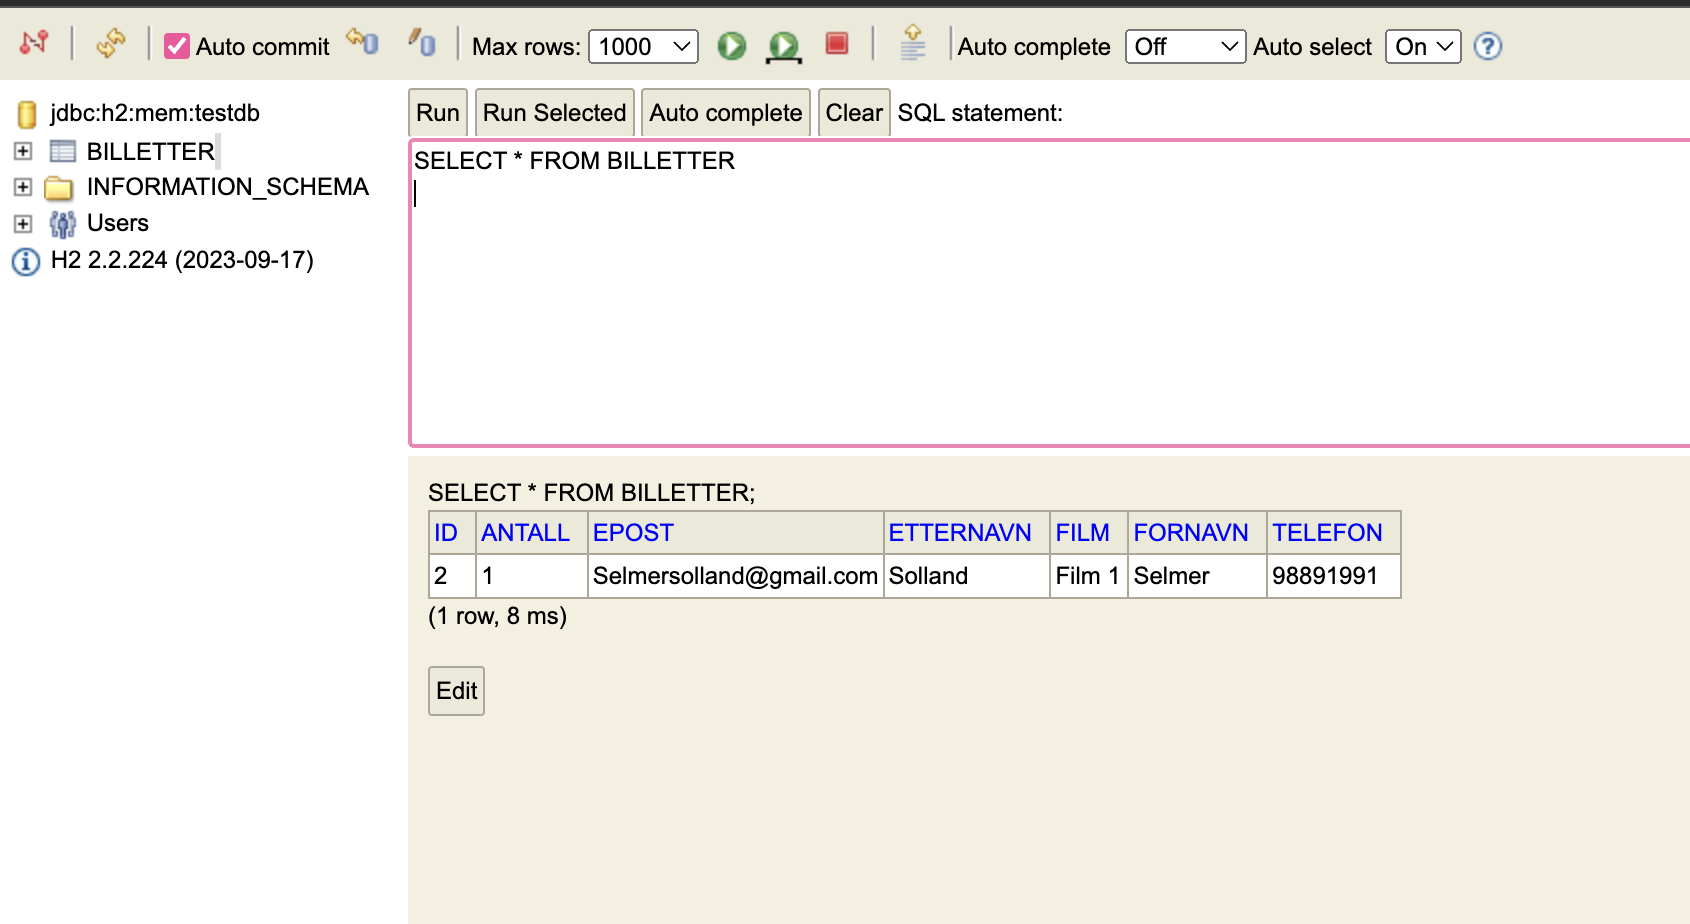 Auto commit Max rows: 1000 Auto complete Off Auto select On ?
jdbc:h2:mem:testdb
BILLETTER
INFORMATION_SCHEMA
Users
H2 2.2.224 (2023-09-17)
Run Run Selected Auto complete Clear SQL statement:
SELECT * FROM BILLETTER
SELECT * FROM BILLETTER;
ID ANTALL EPOST ETTERNAVN FILM FORNAVN TELEFON
2 1 Selmersolland@gmail.com Solland Film 1 Selmer 98891991
(1 row, 8 ms)
Edit